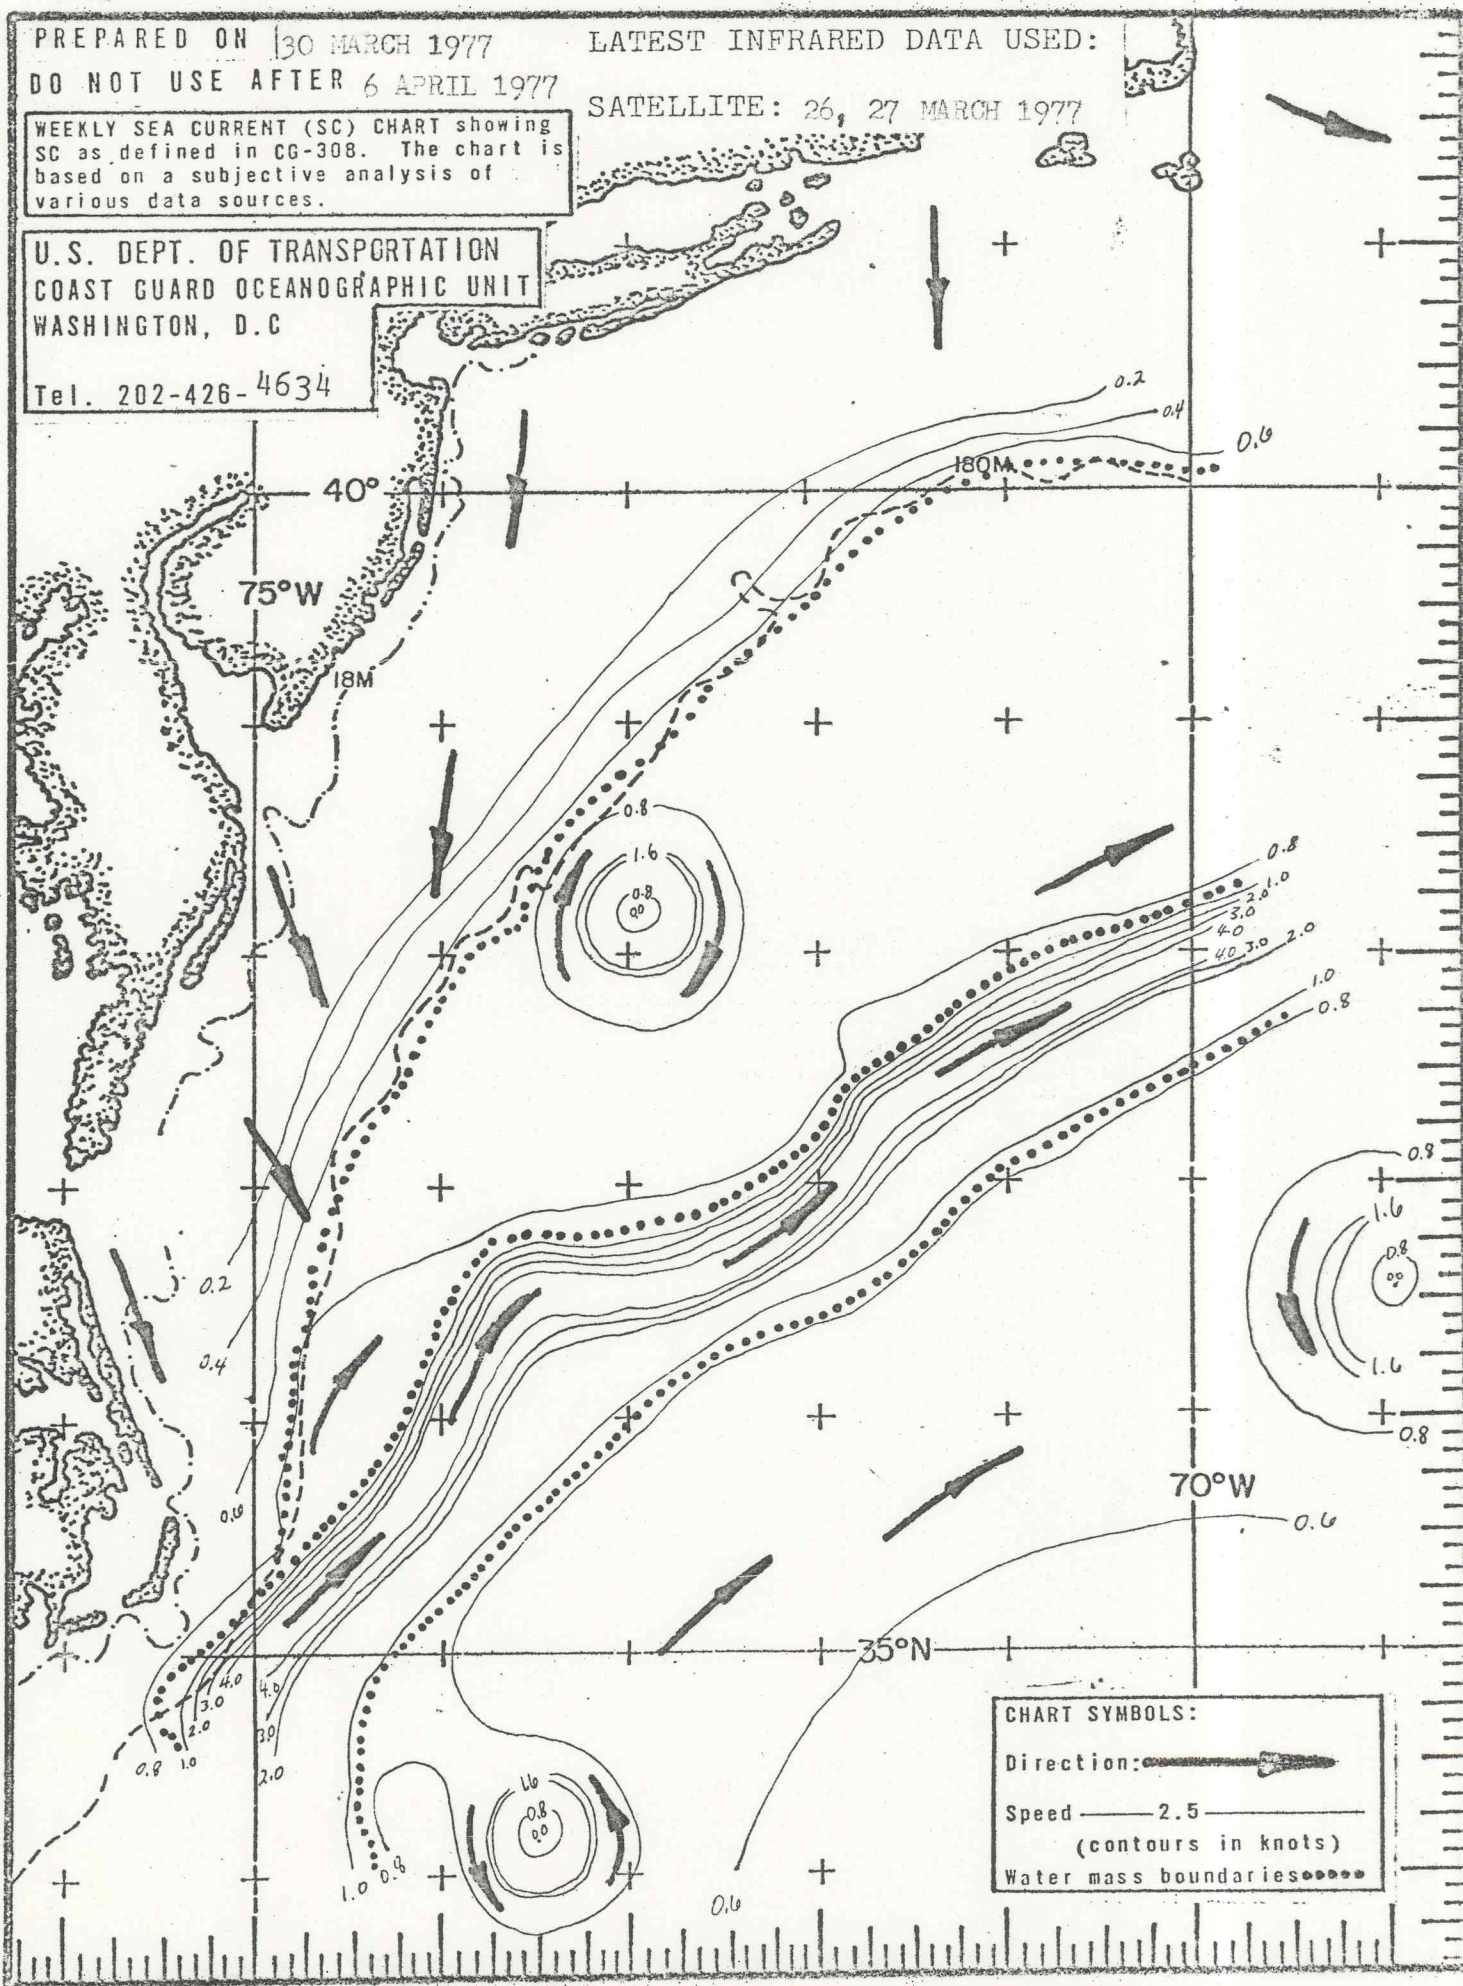 PREPARED ON 30 MARCH 1977
DO NOT USE AFTER 6 APRIL 1977
LATEST INFRARED DATA USED:
SATELLITE: 26, 27 MARCH 1977
WEEKLY SEA CURRENT (SC) CHART showing
SC as defined in CG-308. The chart is
based on a subjective analysis of
various data sources.
U.S. DEPT. OF TRANSPORTATION
COAST GUARD OCEANOGRAPHIC UNIT
WASHINGTON, D.C
Tel. 202-426-4634
0.2
0.4
0.6
180M
40°
75°W
18M
0.8
1.6
0.8
0.0
0.8
1.0
2.0
3.0
4.0
4.0 3.0 2.0
1.0
0.8
0.8
1.6
0.8
0.0
1.6
0.8
0.2
0.4
0.6
70°W
0.6
35°N
4.0
3.0
2.0
1.0
0.8
4.0
3.0
2.0
1.6
0.8
0.0
1.0 0.8
0.6
CHART SYMBOLS:
Direction:
Speed 2.5
(contours in knots)
Water mass boundaries